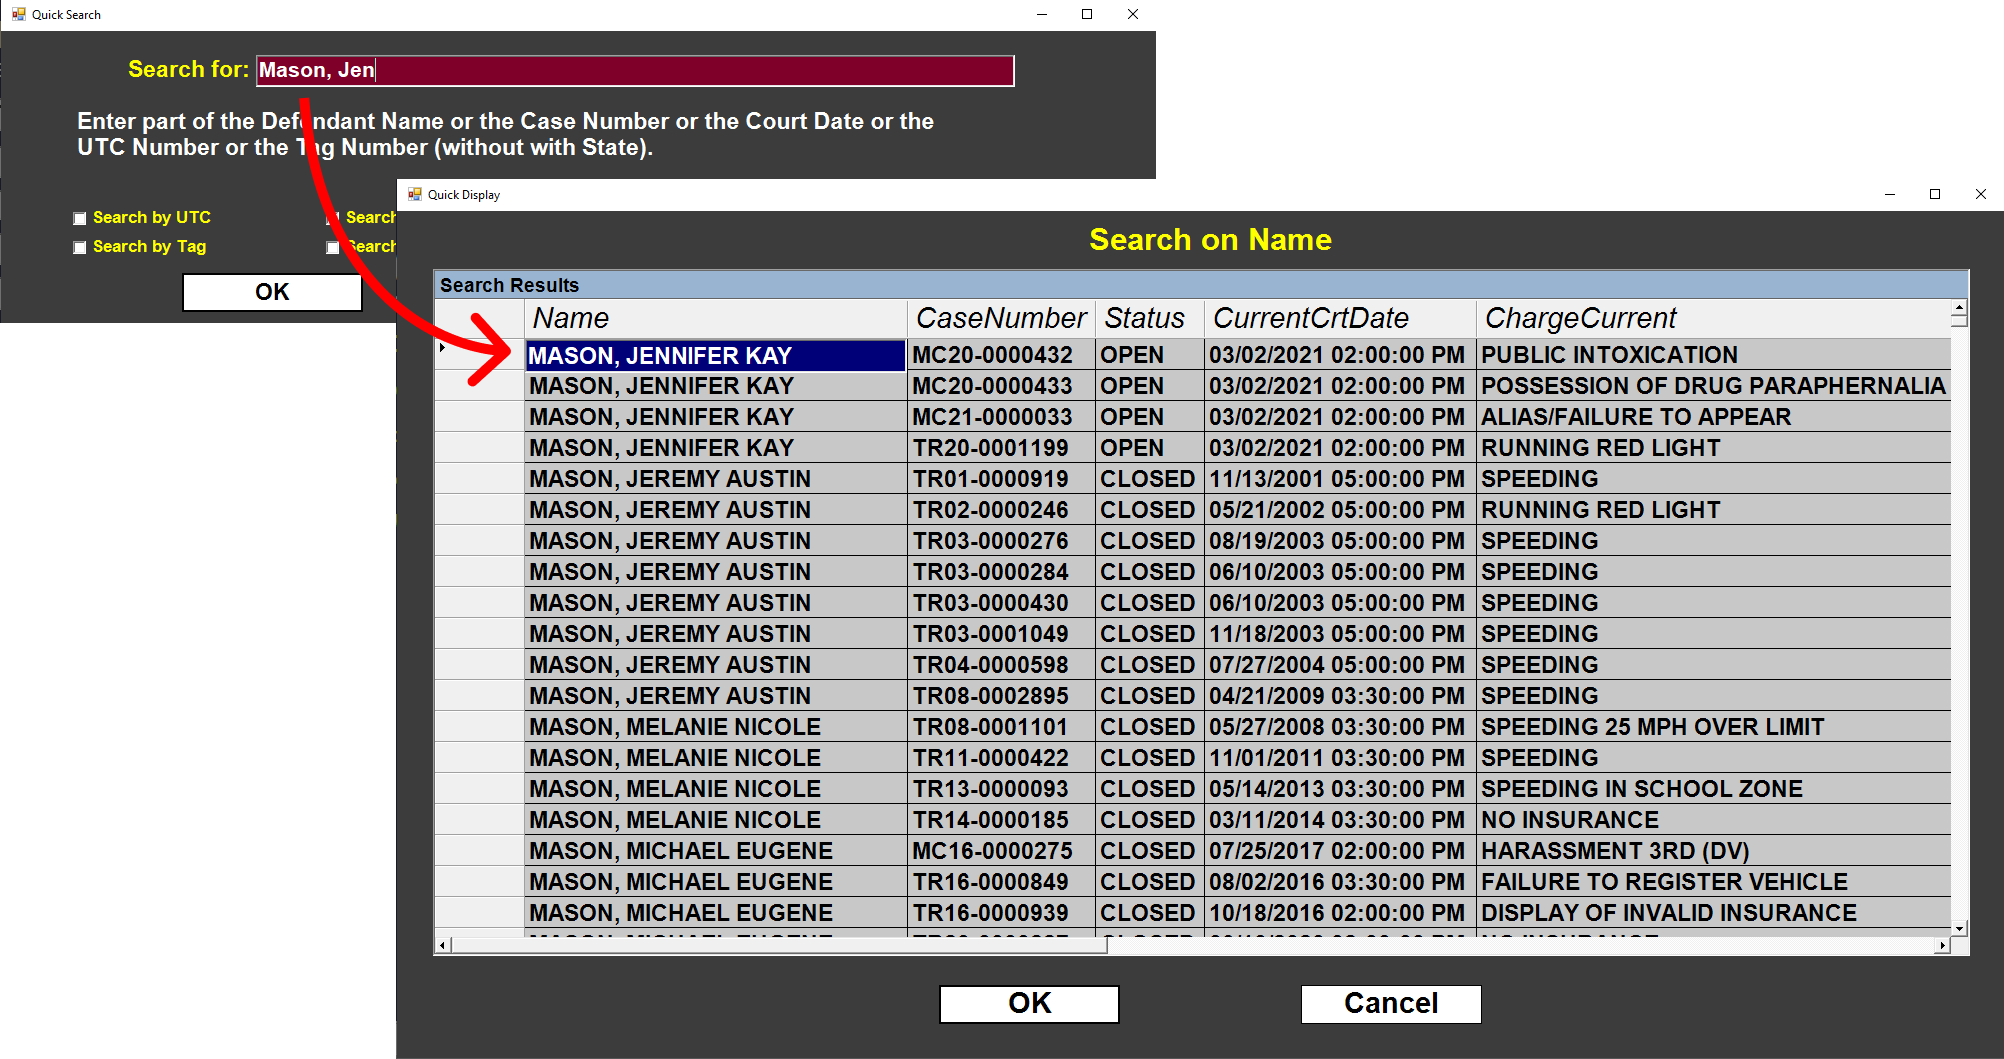 Quick Search
Search for: Mason, Jen
Enter part of the Defendant Name or the Case Number or the Court Date or the
UTC Number or the Tag Number (without with State).
Search by UTC Search
Search by Tag Search
OK
Quick Display
Search on Name
Search Results
Name CaseNumber Status CurrentCrtDate ChargeCurrent
MASON, JENNIFER KAY MC20-0000432 OPEN 03/02/2021 02:00:00 PM PUBLIC INTOXICATION
MASON, JENNIFER KAY MC20-0000433 OPEN 03/02/2021 02:00:00 PM POSSESSION OF DRUG PARAPHERNALIA
MASON, JENNIFER KAY MC21-0000033 OPEN 03/02/2021 02:00:00 PM ALIAS/FAILURE TO APPEAR
MASON, JENNIFER KAY TR20-0001199 OPEN 03/02/2021 02:00:00 PM RUNNING RED LIGHT
MASON, JEREMY AUSTIN TR01-0000919 CLOSED 11/13/2001 05:00:00 PM SPEEDING
MASON, JEREMY AUSTIN TR02-0000246 CLOSED 05/21/2002 05:00:00 PM RUNNING RED LIGHT
MASON, JEREMY AUSTIN TR03-0000276 CLOSED 08/19/2003 05:00:00 PM SPEEDING
MASON, JEREMY AUSTIN TR03-0000284 CLOSED 06/10/2003 05:00:00 PM SPEEDING
MASON, JEREMY AUSTIN TR03-0000430 CLOSED 06/10/2003 05:00:00 PM SPEEDING
MASON, JEREMY AUSTIN TR03-0001049 CLOSED 11/18/2003 05:00:00 PM SPEEDING
MASON, JEREMY AUSTIN TR04-0000598 CLOSED 07/27/2004 05:00:00 PM SPEEDING
MASON, JEREMY AUSTIN TR08-0002895 CLOSED 04/21/2009 03:30:00 PM SPEEDING
MASON, MELANIE NICOLE TR08-0001101 CLOSED 05/27/2008 03:30:00 PM SPEEDING 25 MPH OVER LIMIT
MASON, MELANIE NICOLE TR11-0000422 CLOSED 11/01/2011 03:30:00 PM SPEEDING
MASON, MELANIE NICOLE TR13-0000093 CLOSED 05/14/2013 03:30:00 PM SPEEDING IN SCHOOL ZONE
MASON, MELANIE NICOLE TR14-0000185 CLOSED 03/11/2014 03:30:00 PM NO INSURANCE
MASON, MICHAEL EUGENE MC16-0000275 CLOSED 07/25/2017 02:00:00 PM HARASSMENT 3RD (DV)
MASON, MICHAEL EUGENE TR16-0000849 CLOSED 08/02/2016 03:30:00 PM FAILURE TO REGISTER VEHICLE
MASON, MICHAEL EUGENE TR16-0000939 CLOSED 10/18/2016 02:00:00 PM DISPLAY OF INVALID INSURANCE
OK Cancel